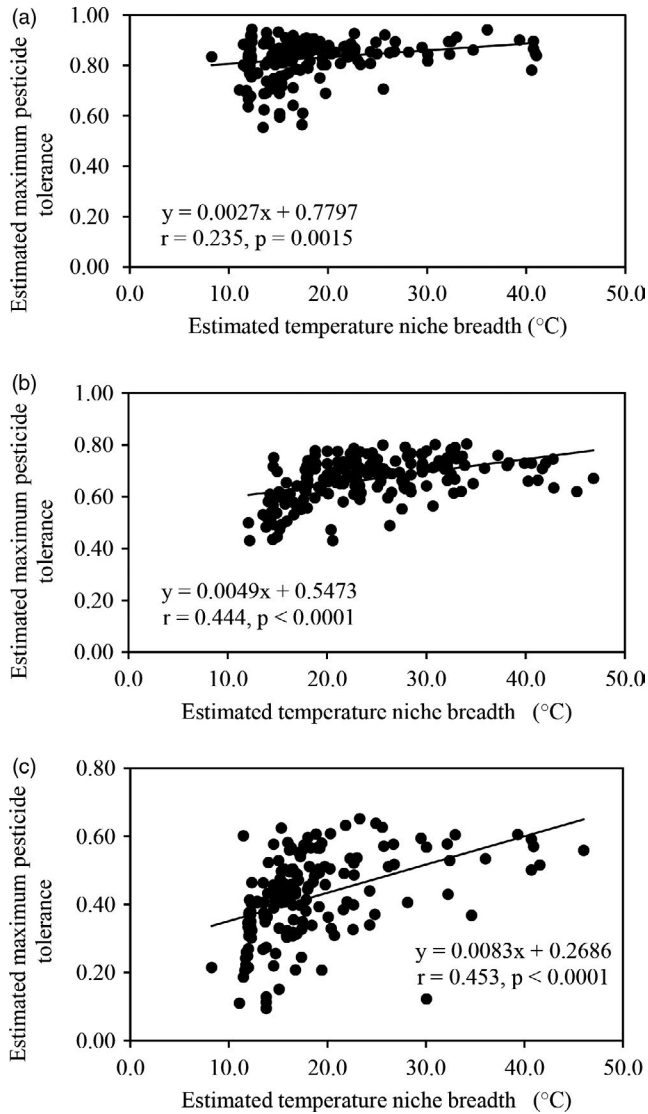 (a)
1.00
0.80
0.60
0.40
0.20
0.00
Estimated maximum pesticide
tolerance
y = 0.0027x + 0.7797
r = 0.235, p = 0.0015
0.0 10.0 20.0 30.0 40.0 50.0
Estimated temperature niche breadth (°C)
(b)
1.00
0.80
0.60
0.40
0.20
0.00
Estimated maximum pesticide
tolerance
y = 0.0049x + 0.5473
r = 0.444, p < 0.0001
0.0 10.0 20.0 30.0 40.0 50.0
Estimated temperature niche breadth (°C)
(c)
0.80
0.60
0.40
0.20
0.00
Estimated maximum pesticide
tolerance
y = 0.0083x + 0.2686
r = 0.453, p < 0.0001
0.0 10.0 20.0 30.0 40.0 50.0
Estimated temperature niche breadth (°C)